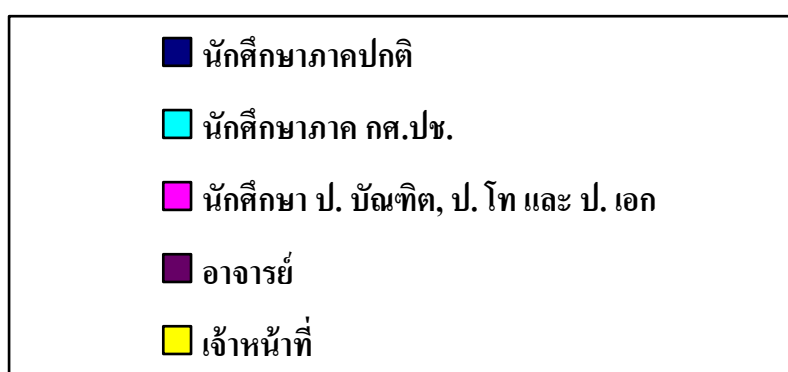 นักศึกษาภาคปกติ
นักศึกษาภาค กศ.ปช.
นักศึกษา ป. บัณฑิต, ป. โท และ ป. เอก
อาจารย์
เจ้าหน้าที่